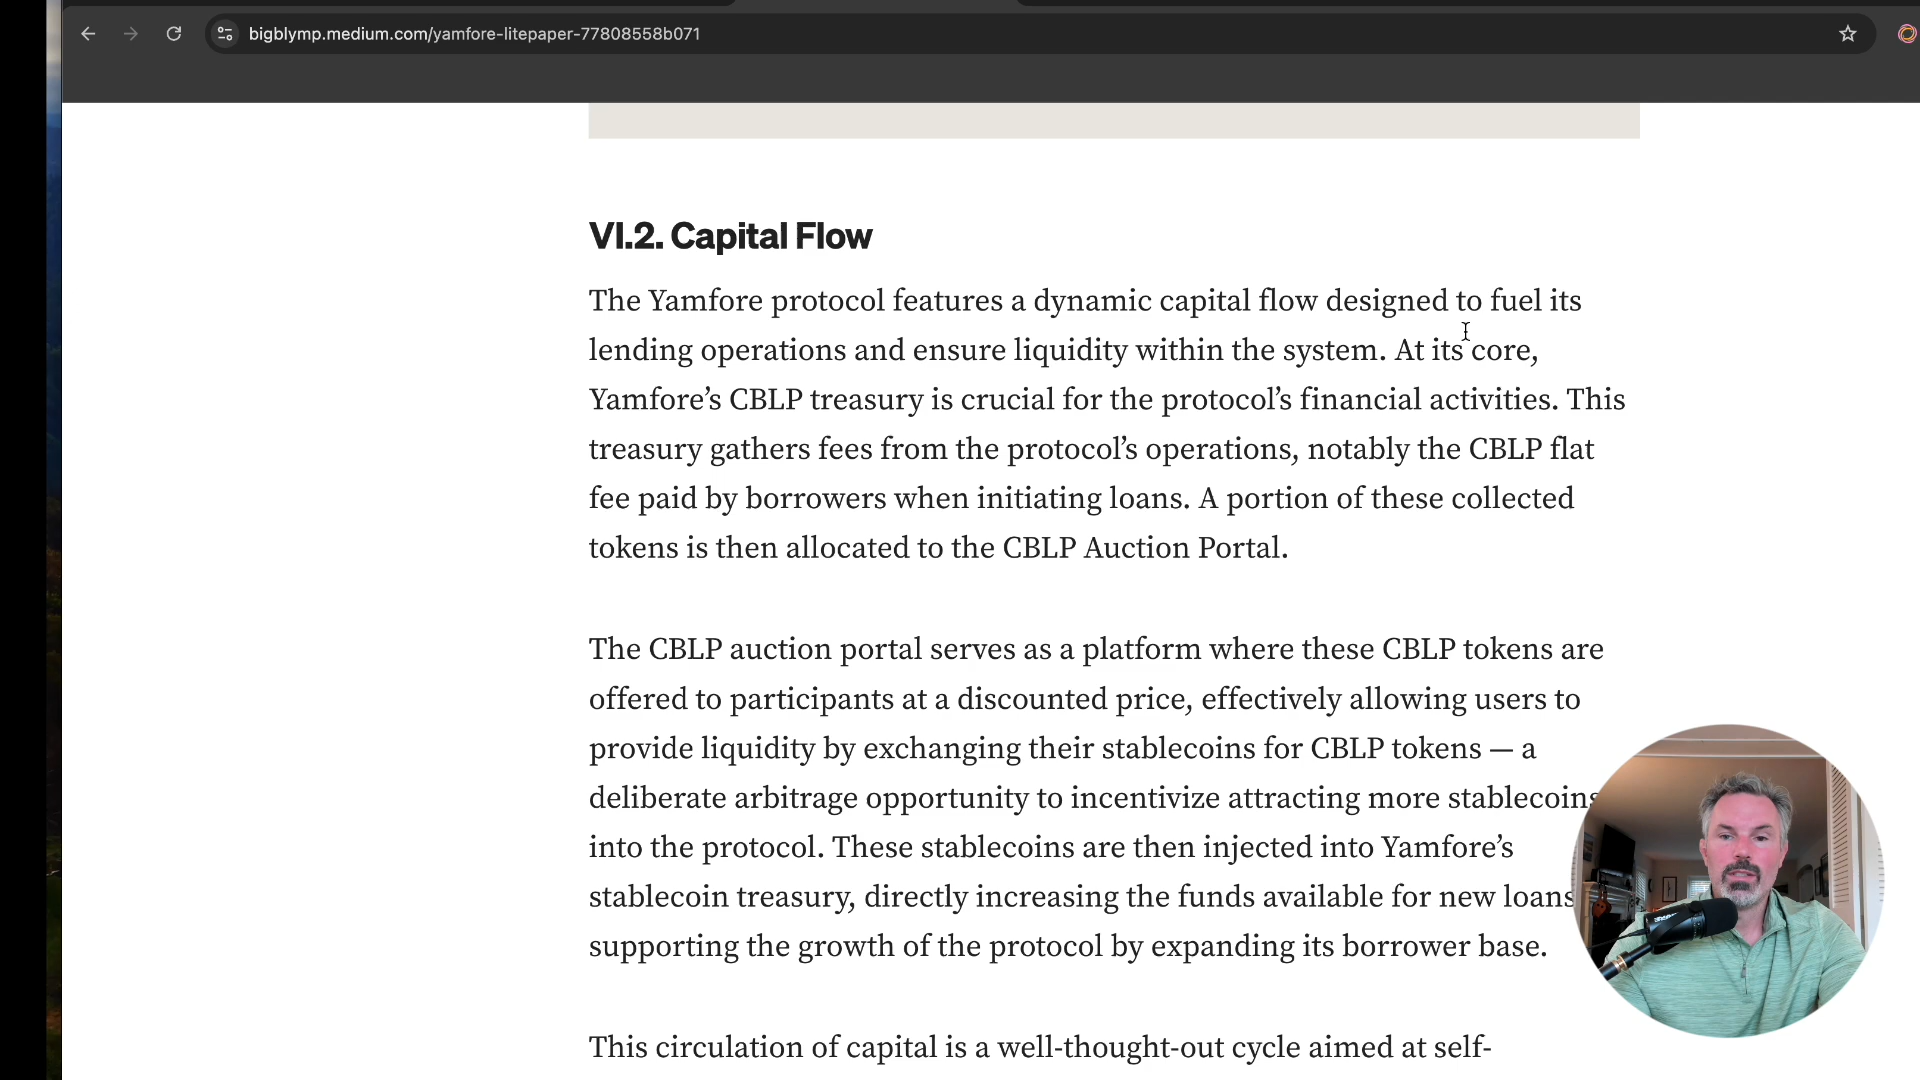 bigblymp.medium.com/yamfore-litepaper-77808558b071
VI.2. Capital Flow
The Yamfore protocol features a dynamic capital flow designed to fuel its
lending operations and ensure liquidity within the system. At its core,
Yamfore’s CBLP treasury is crucial for the protocol’s financial activities. This
treasury gathers fees from the protocol’s operations, notably the CBLP flat
fee paid by borrowers when initiating loans. A portion of these collected
tokens is then allocated to the CBLP Auction Portal.
The CBLP auction portal serves as a platform where these CBLP tokens are
offered to participants at a discounted price, effectively allowing users to
provide liquidity by exchanging their stablecoins for CBLP tokens — a
deliberate arbitrage opportunity to incentivize attracting more stablecoins
into the protocol. These stablecoins are then injected into Yamfore’s
stablecoin treasury, directly increasing the funds available for new loans
supporting the growth of the protocol by expanding its borrower base.
This circulation of capital is a well-thought-out cycle aimed at self-